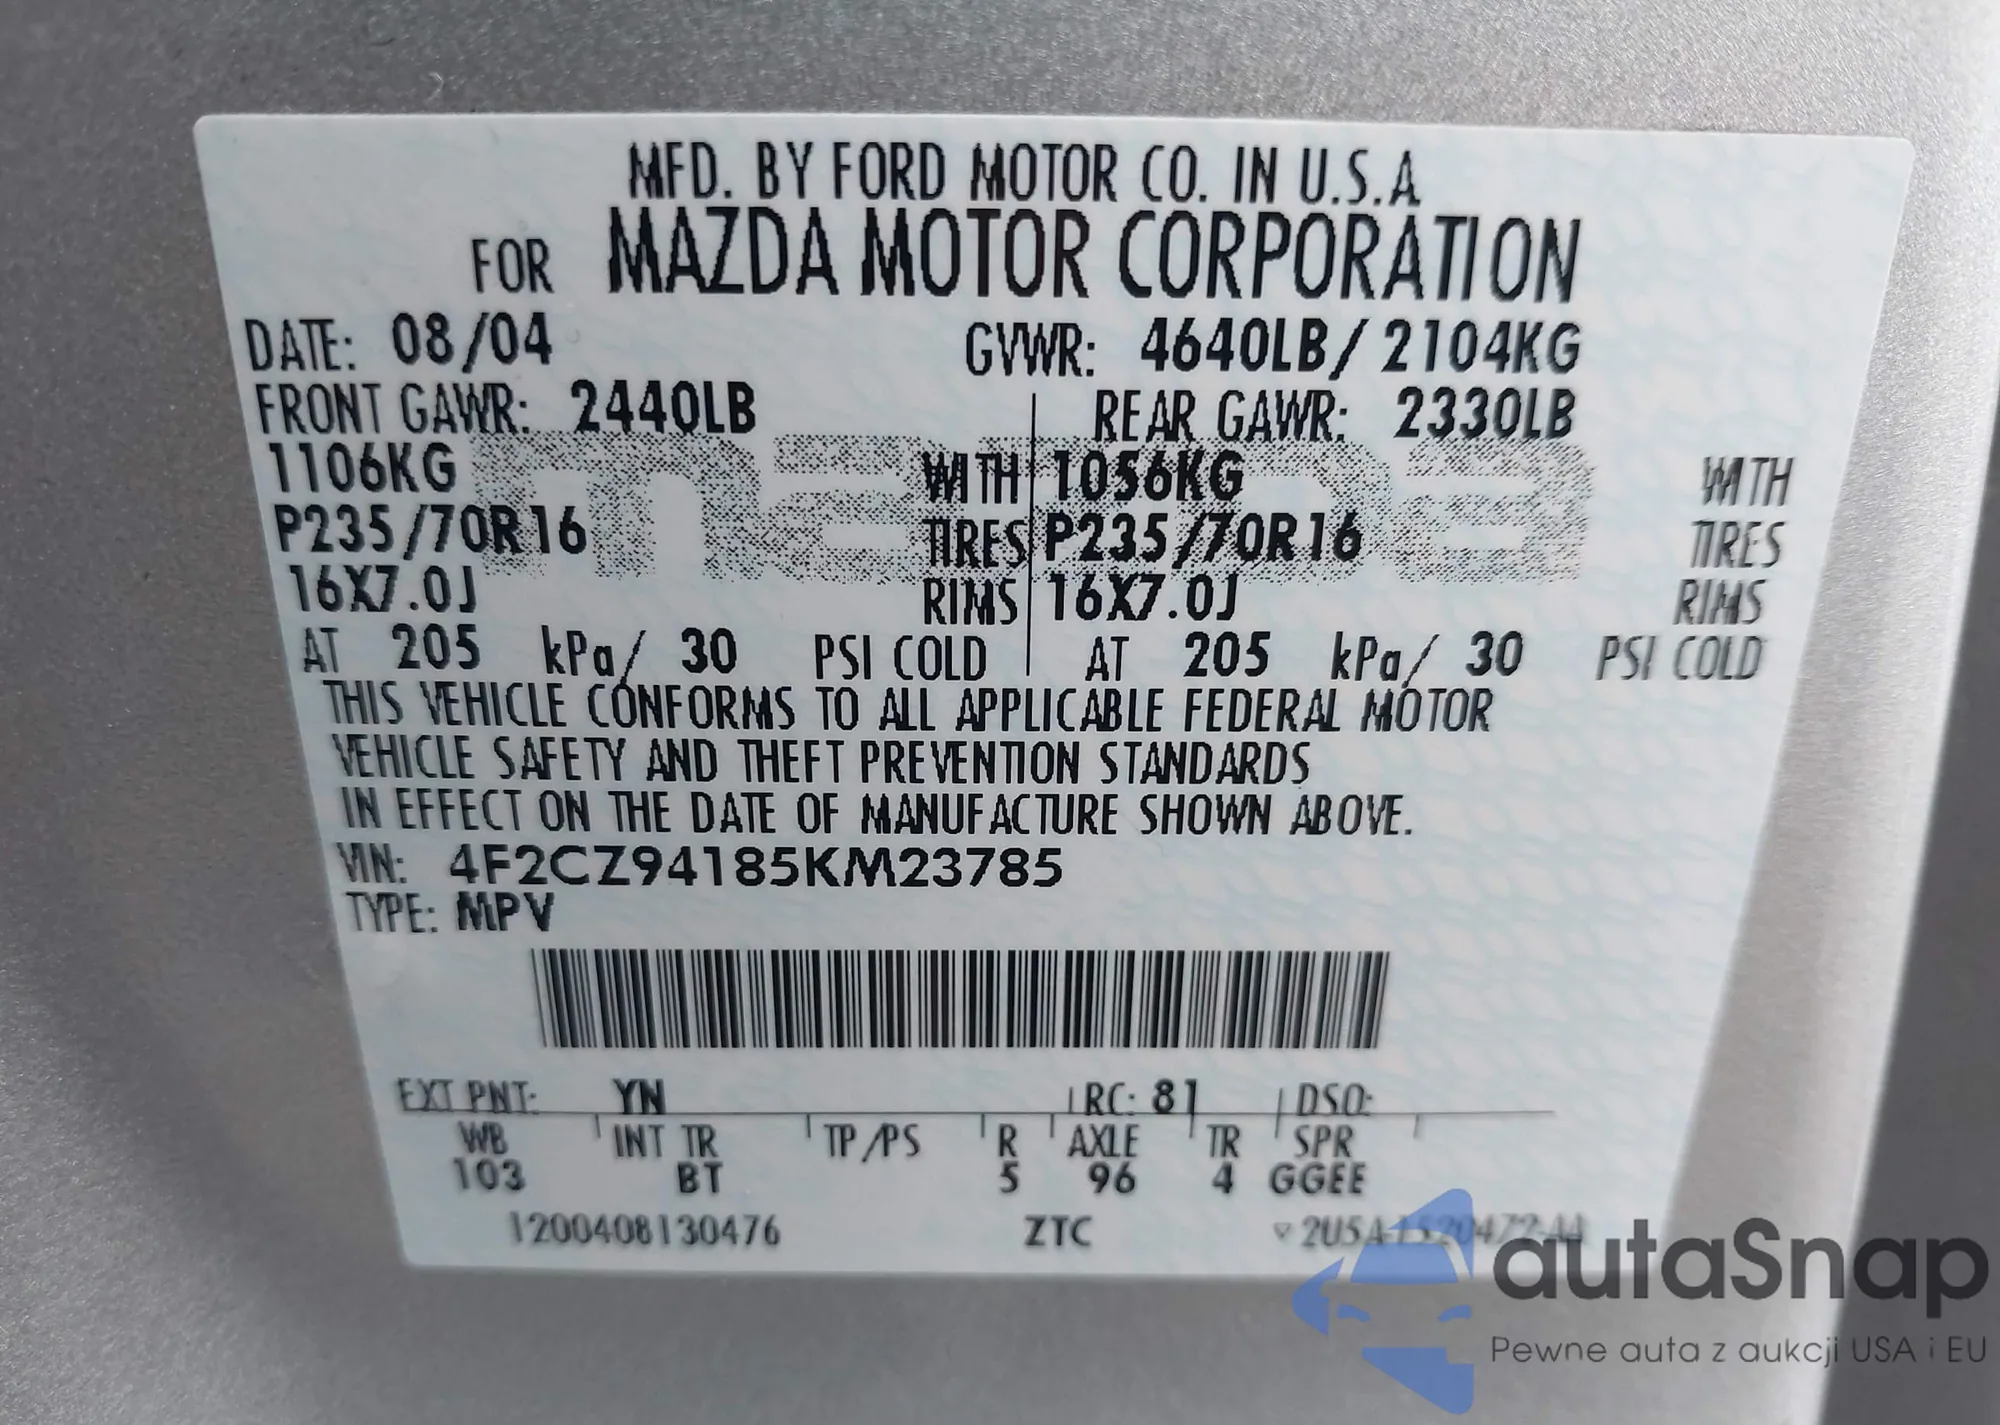 MFD. BY FORD MOTOR CO. IN U.S.A
FOR MAZDA MOTOR CORPORATION
DATE: 08/04 GVWR: 4640LB/2104KG
FRONT GAWR: 2440LB REAR GAWR: 2330LB
1106KG WITH 1056KG WITH
P235/70R16 TIRES P235/70R16 TIRES
16X7.0J RIMS 16X7.0J RIMS
AT 205 kPa/ 30 PSI COLD AT 205 kPa/ 30 PSI COLD
THIS VEHICLE CONFORMS TO ALL APPLICABLE FEDERAL MOTOR
VEHICLE SAFETY AND THEFT PREVENTION STANDARDS
IN EFFECT ON THE DATE OF MANUFACTURE SHOWN ABOVE.
VIN: 4F2CZ94185KM23785
TYPE: MPV
EXT PNT: YN RC: 81 DSO:
WB INT TR TP/PS R AXLE TR SPR
103 BT 5 96 4 GGEE
1200408130476 ZTC
autaSnap
Pewne auta z aukcji USA i EU